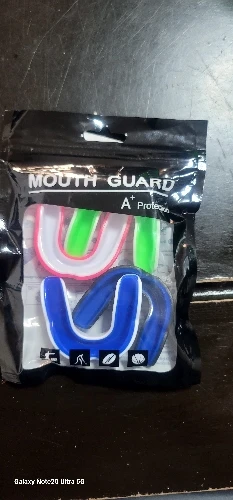 MOUTH GUARD
A+ Protection
Galaxy Note20 Ultra 5G